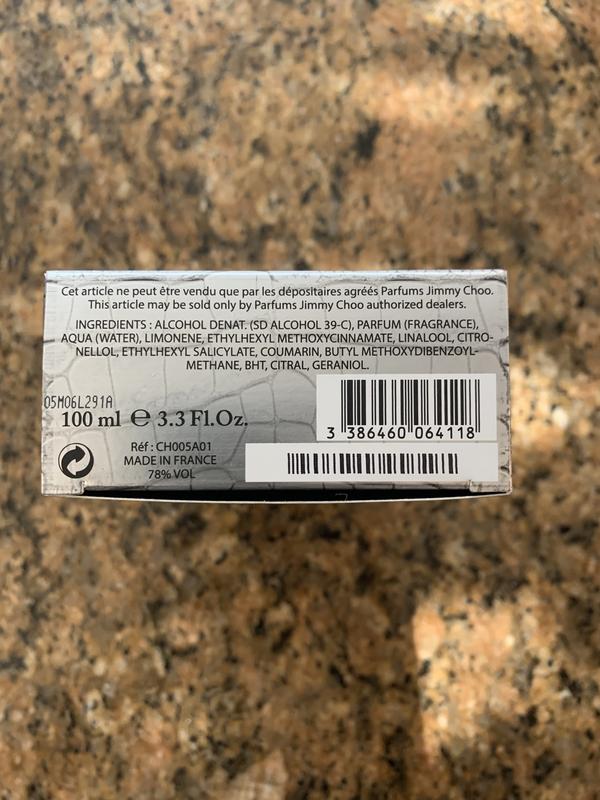 Cet article ne peut être vendu que par les dépositaires agréés Parfums Jimmy Choo.
This article may be sold only by Parfums Jimmy Choo authorized dealers.
INGREDIENTS : ALCOHOL DENAT. (SD ALCOHOL 39-C), PARFUM (FRAGRANCE),
AQUA (WATER), LIMONENE, ETHYLHEXYL METHOXYCINNAMATE, LINALOOL, CITRO-
NELLOL, ETHYLHEXYL SALICYLATE, COUMARIN, BUTYL METHOXYDIBENZOYL-
METHANE, BHT, CITRAL, GERANIOL.
05M06L291A
100 ml ℮ 3.3 Fl.Oz.
Réf : CH005A01
MADE IN FRANCE
78% VOL
3 386460 064118